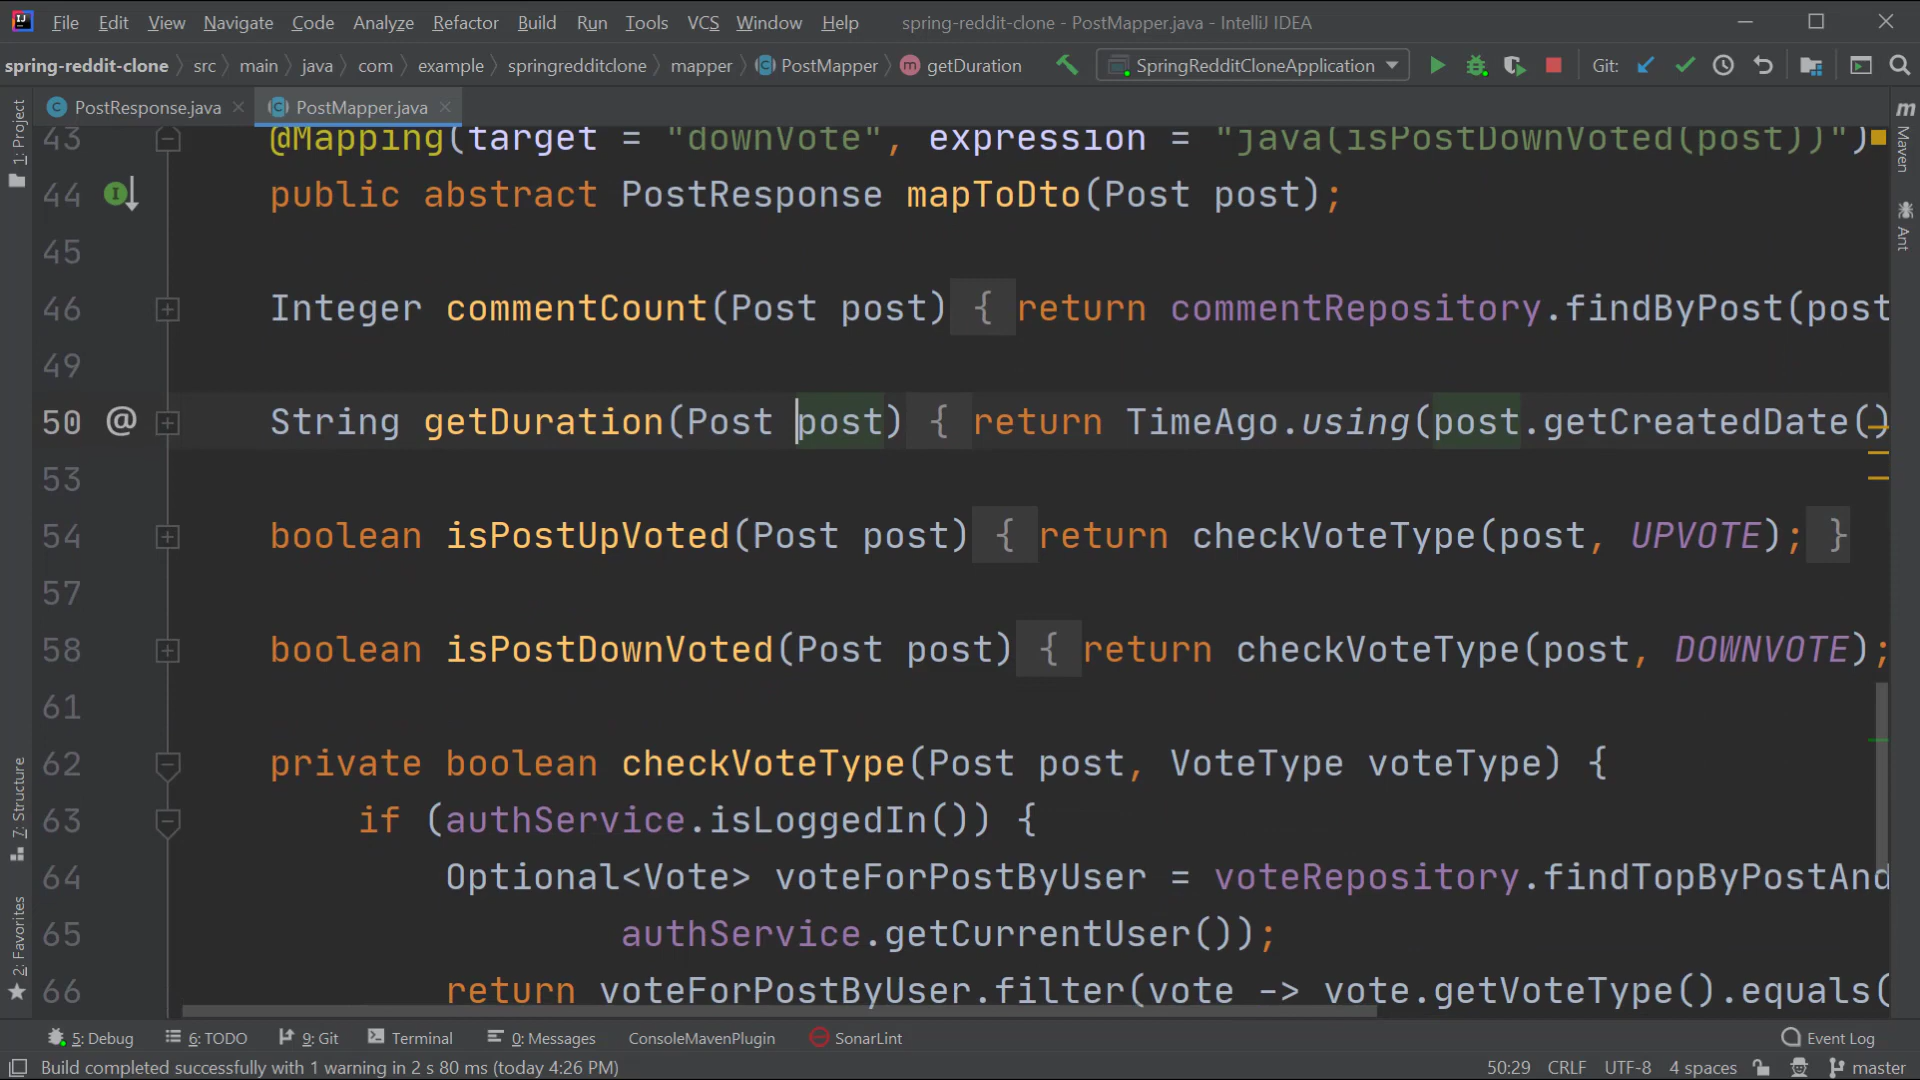 File Edit View Navigate Code Analyze Refactor Build Run Tools VCS Window Help spring-reddit-clone - PostMapper.java - IntelliJ IDEA
spring-reddit-clone src main java com example springredditclone mapper PostMapper getDuration SpringRedditCloneApplication Git:
PostResponse.java PostMapper.java
1: Project
Maven
Ant
7: Structure
2: Favorites
43 @Mapping(target = "downVote", expression = "java(isPostDownVoted(post))")
44 public abstract PostResponse mapToDto(Post post);
45
46 Integer commentCount(Post post) { return commentRepository.findByPost(post
49
50 @ String getDuration(Post post) { return TimeAgo.using(post.getCreatedDate()
53
54 boolean isPostUpVoted(Post post) { return checkVoteType(post, UPVOTE); }
57
58 boolean isPostDownVoted(Post post) { return checkVoteType(post, DOWNVOTE);
61
62 private boolean checkVoteType(Post post, VoteType voteType) {
63 if (authService.isLoggedIn()) {
64 Optional<Vote> voteForPostByUser = voteRepository.findTopByPostAnd
65 authService.getCurrentUser());
66 return voteForPostByUser.filter(vote -> vote.getVoteType().equals(
5: Debug 6: TODO 9: Git Terminal 0: Messages ConsoleMavenPlugin SonarLint Event Log
Build completed successfully with 1 warning in 2 s 80 ms (today 4:26 PM) 50:29 CRLF UTF-8 4 spaces master